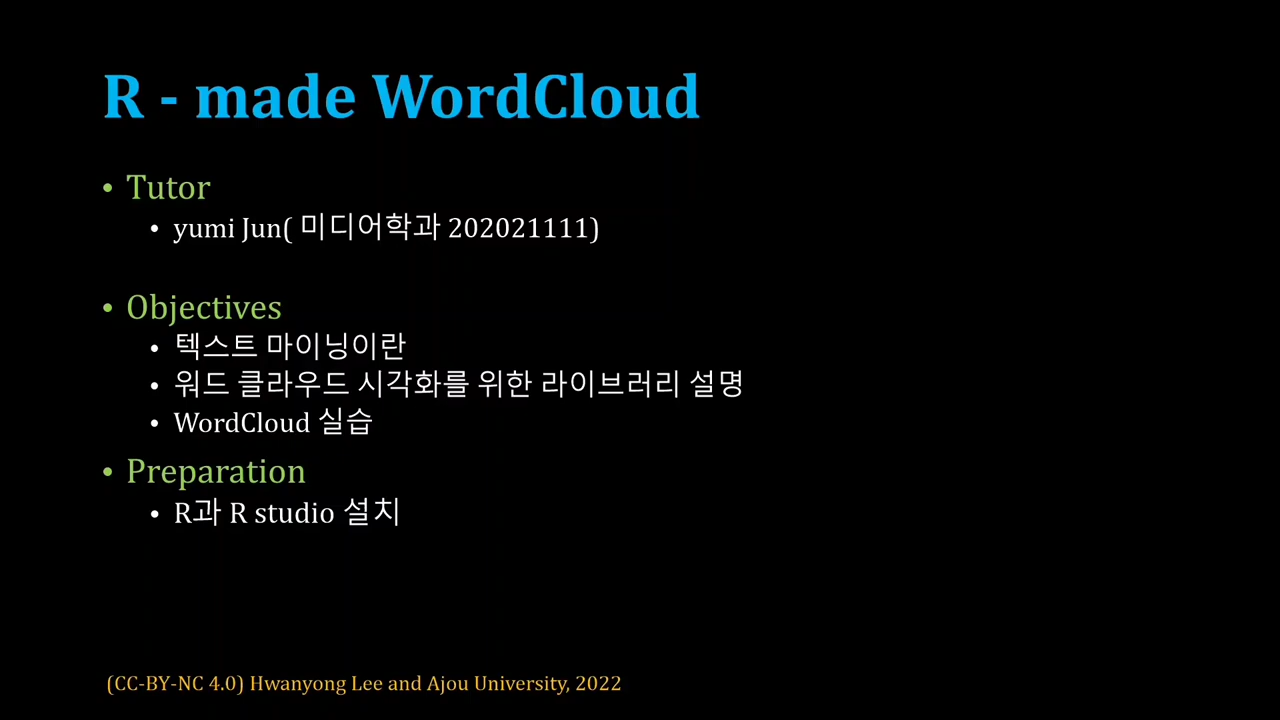 R - made WordCloud
• Tutor
• yumi Jun( 미디어학과 202021111)
• Objectives
• 텍스트 마이닝이란
• 워드 클라우드 시각화를 위한 라이브러리 설명
• WordCloud 실습
• Preparation
• R과 R studio 설치
(CC-BY-NC 4.0) Hwanyong Lee and Ajou University, 2022